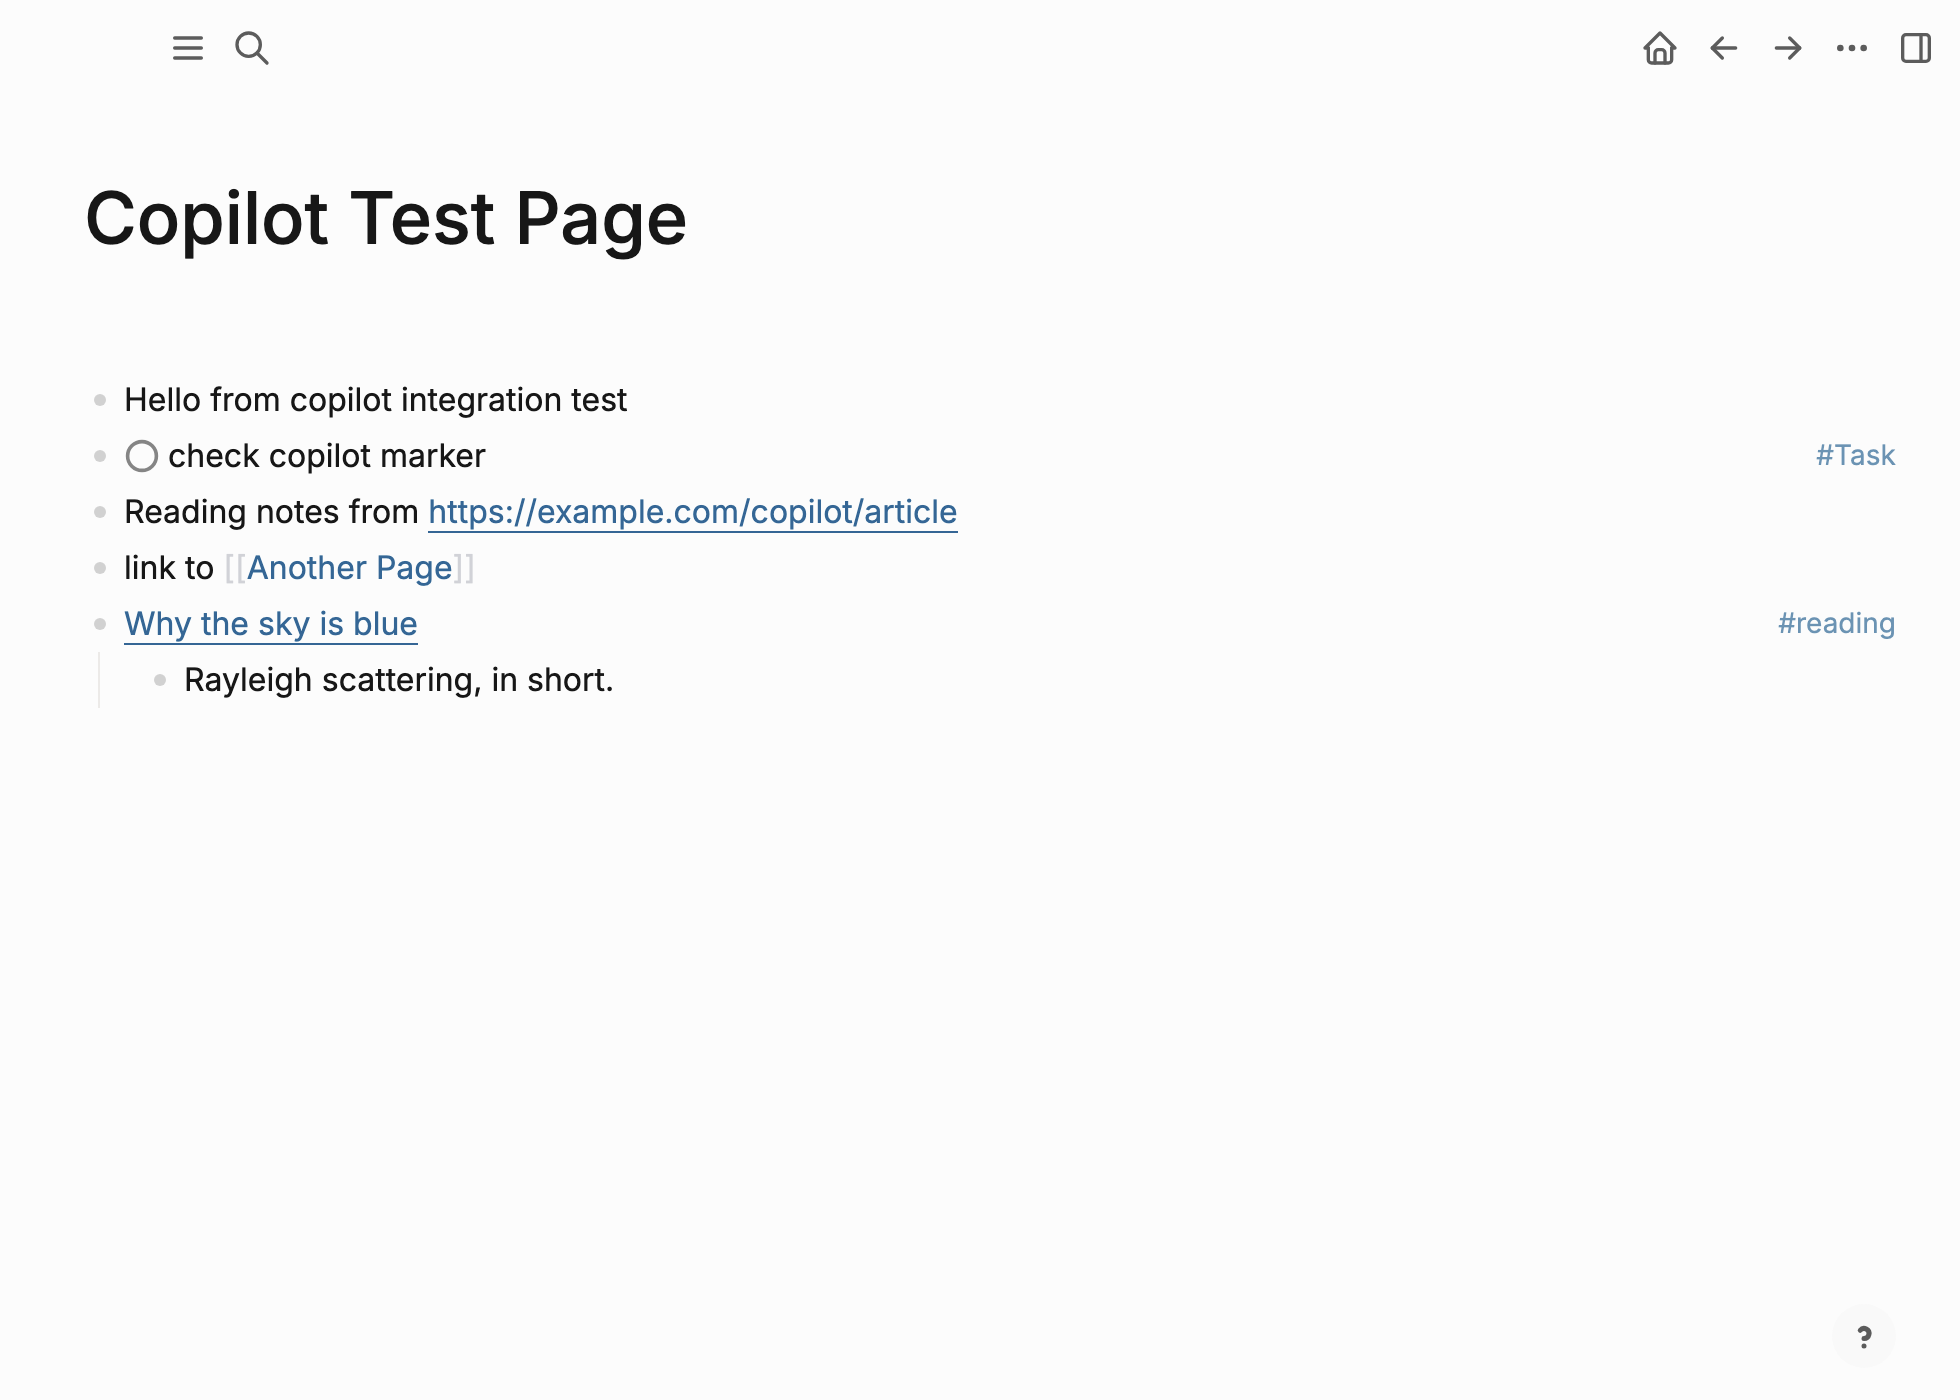 Copilot Test Page
Hello from copilot integration test
check copilot marker #Task
Reading notes from https://example.com/copilot/article
link to [[Another Page]]
Why the sky is blue #reading
Rayleigh scattering, in short.
?